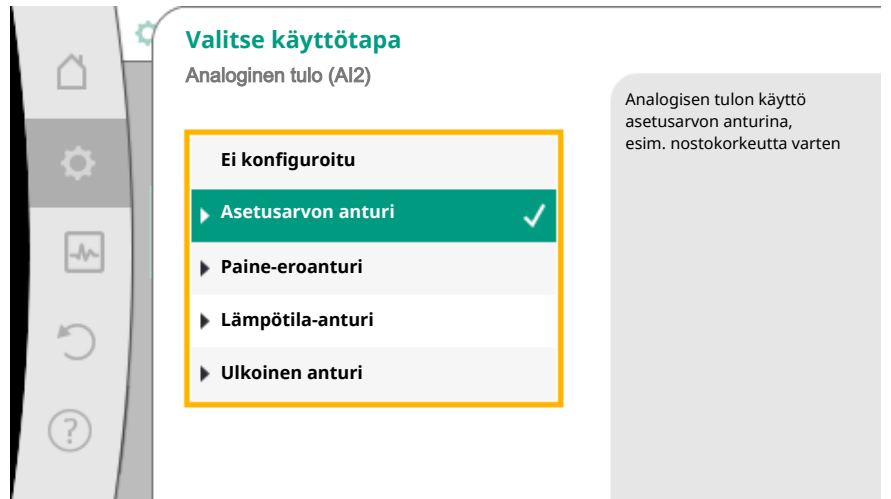 Valitse käyttötapa
Analoginen tulo (AI2)
Ei konfiguroitu
Asetusarvon anturi
Paine-eroanturi
Lämpötila-anturi
Ulkoinen anturi
Analogisen tulon käyttö
asetusarvon anturina,
esim. nostokorkeutta varten